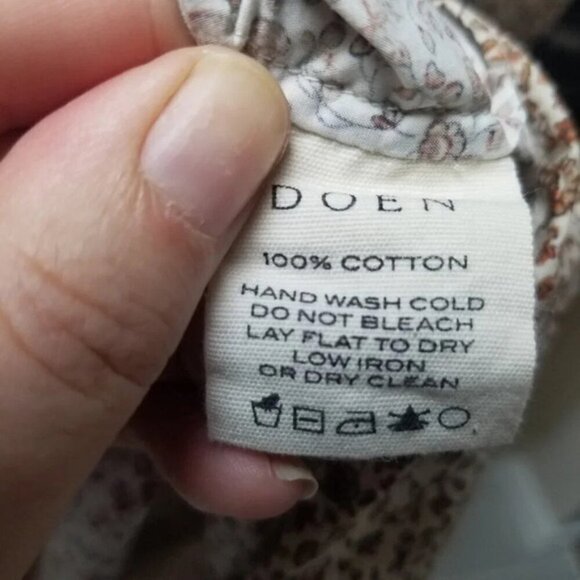 DOEN
100% COTTON
HAND WASH COLD
DO NOT BLEACH
LAY FLAT TO DRY
LOW IRON
OR DRY CLEAN